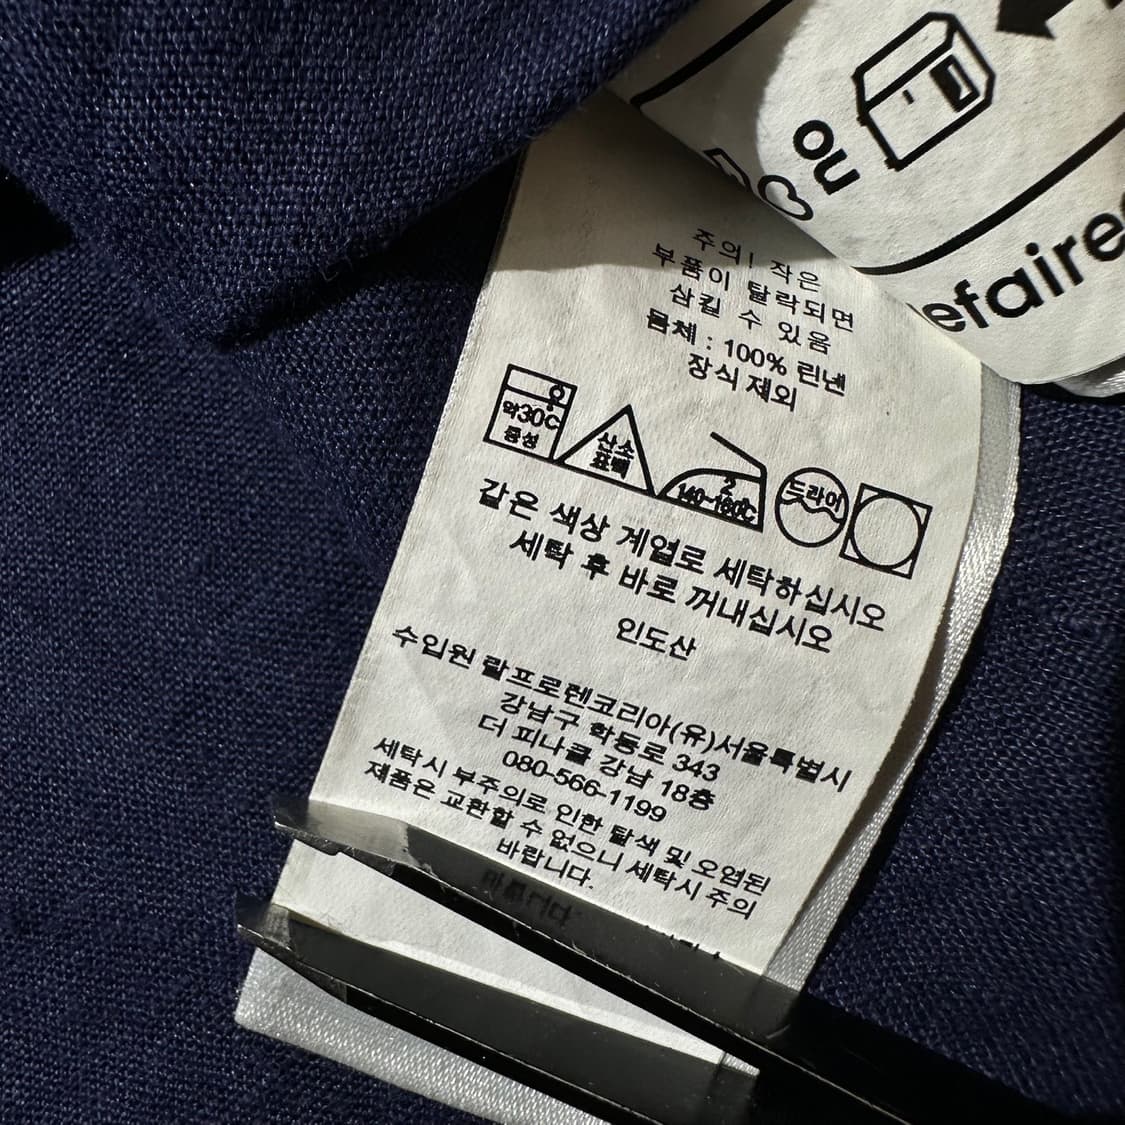 ou
efaire
주의! 작은
부품이 탈락되면
삼킬 수 있음
몸체 : 100% 린넨
장식 제외
약30℃
중성
산소
표백
2
140~160℃
드라이
같은 색상 계열로 세탁하십시오
세탁 후 바로 꺼내십시오
인도산
수입원 랄프로렌코리아(유)서울특별시
강남구 학동로 343
더 피나클 강남 18층
080-566-1199
세탁시 부주의로 인한 탈색 및 오염된
제품은 교환할 수 없으니 세탁시 주의
바랍니다.